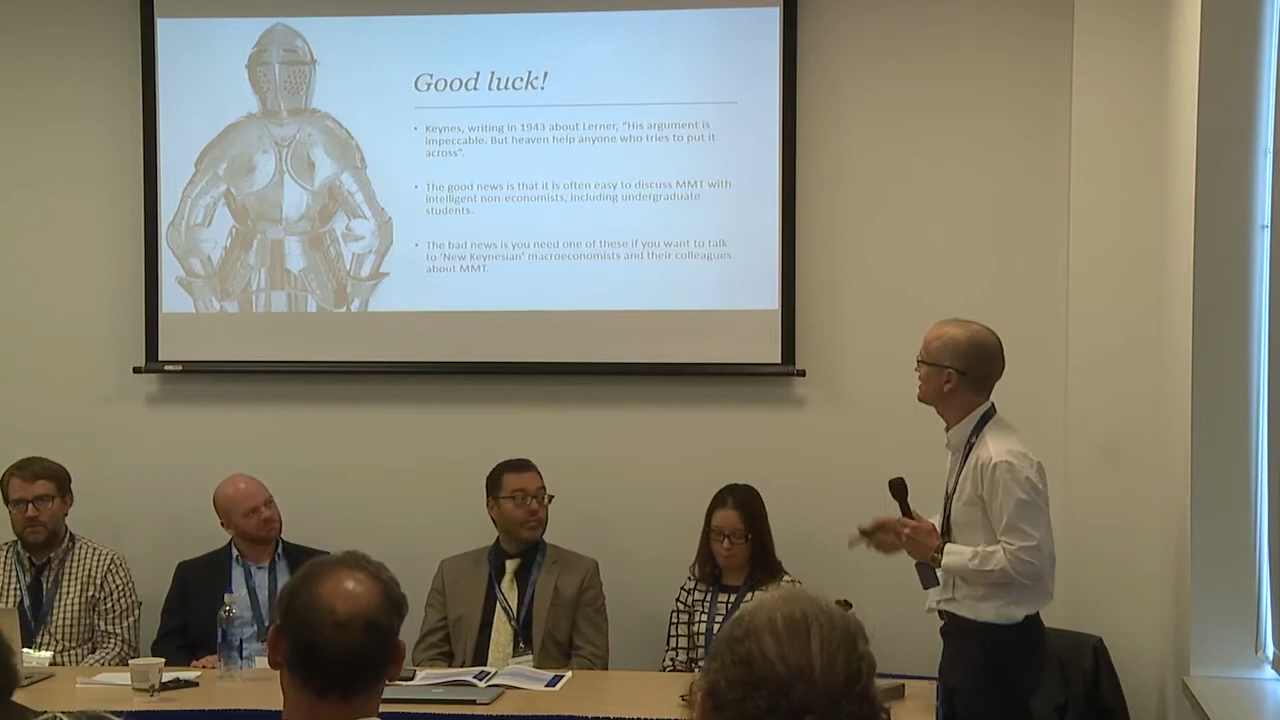 Good luck!
• Keynes, writing in 1943 about Lerner, "His argument is
impeccable. But heaven help anyone who tries to put it
across".
• The good news is that it is often easy to discuss MMT with
intelligent non-economists, including undergraduate
students.
• The bad news is you need one of these if you want to talk
to 'New Keynesian' macroeconomists and their colleagues
about MMT.